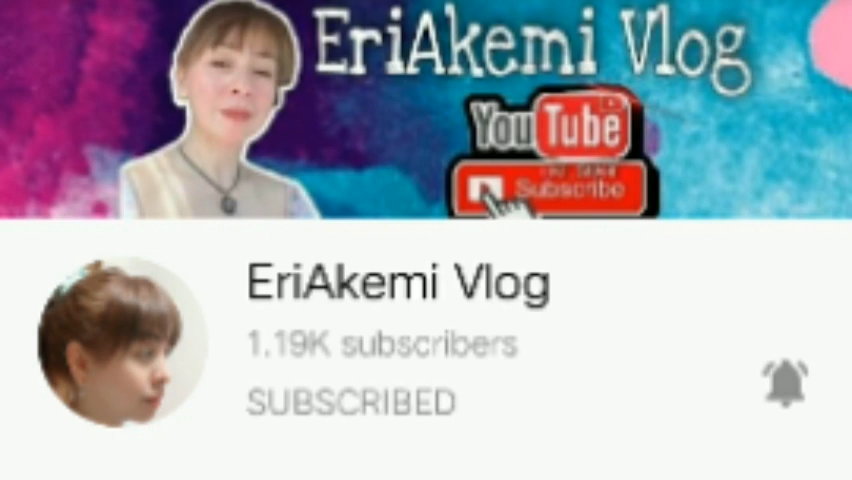 EriAkemi Vlog
YouTube
Subscribe
EriAkemi Vlog
1.19K subscribers
SUBSCRIBED